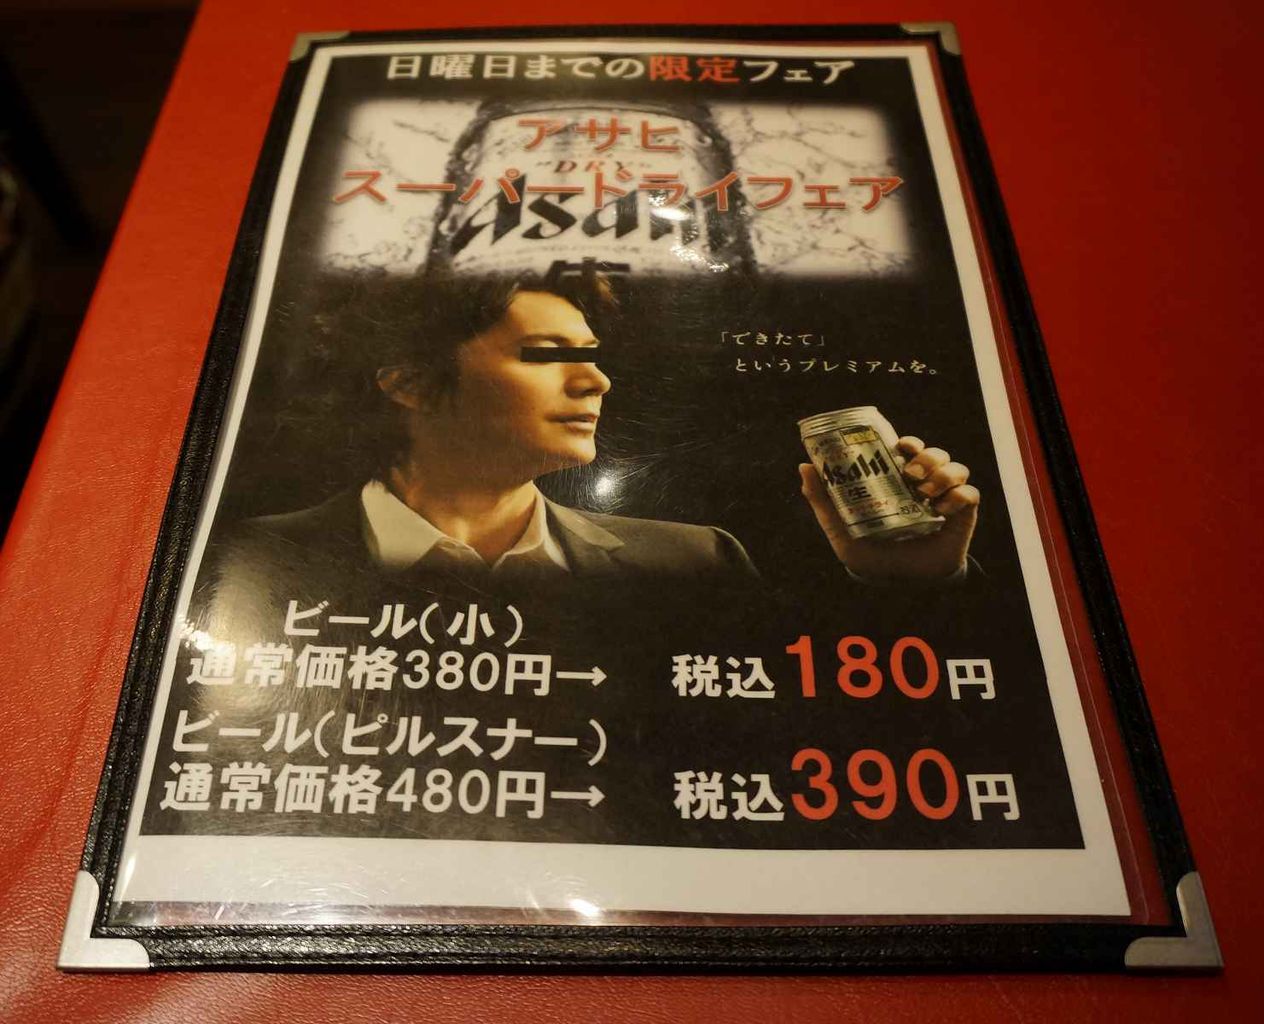 日曜日までの限定フェア
アサヒ
DRY
スーパードライフェア
Asahi
生
「できたて」
というプレミアムを。
Asahi
生
ビール(小)
通常価格380円→ 税込180円
ビール(ピルスナー)
通常価格480円→ 税込390円